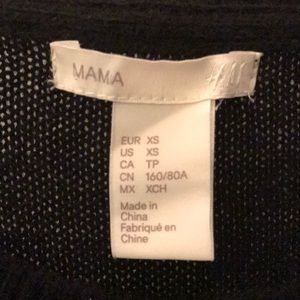 MAMA H&M
EUR XS
US XS
CA TP
CN 160/80A
MX XCH
Made in
China
Fabriqué en
Chine